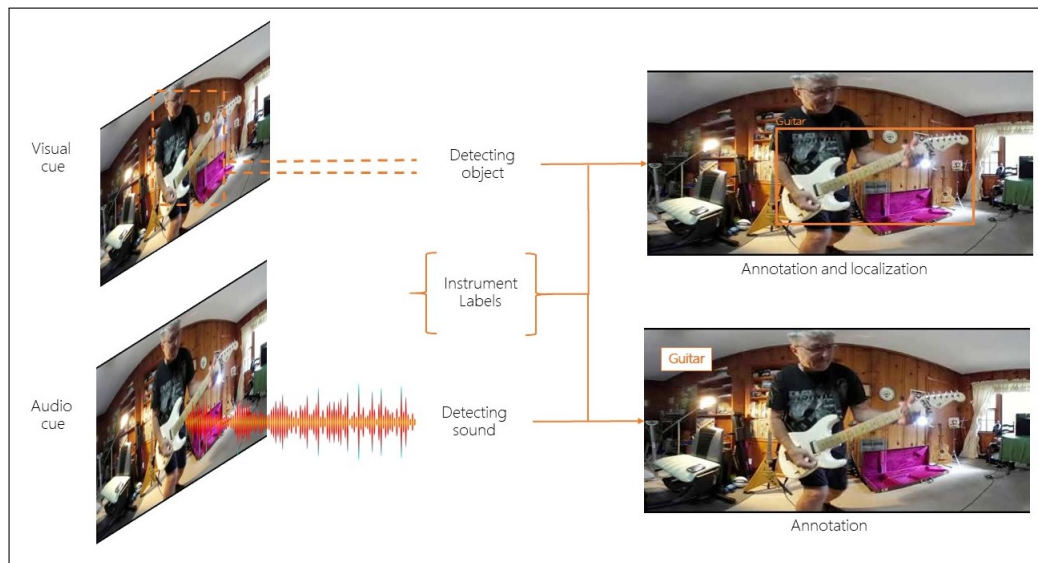 Visual
cue
Detecting
object
Guitar
Annotation and localization
Instrument
Labels
Audio
cue
Detecting
sound
Guitar
Annotation